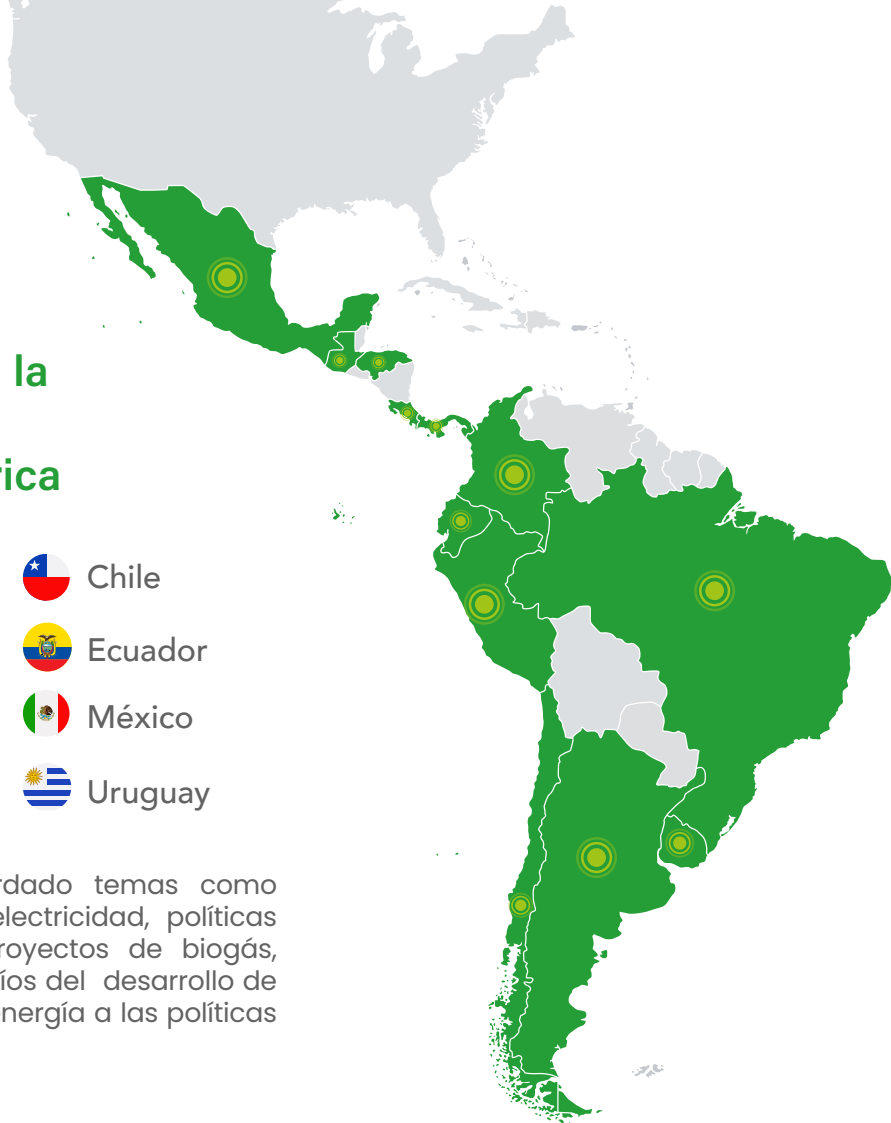 la
rica
Chile
Ecuador
México
Uruguay
rdado temas como
electricidad, políticas
royectos de biogás,
íos del desarrollo de
energía a las políticas